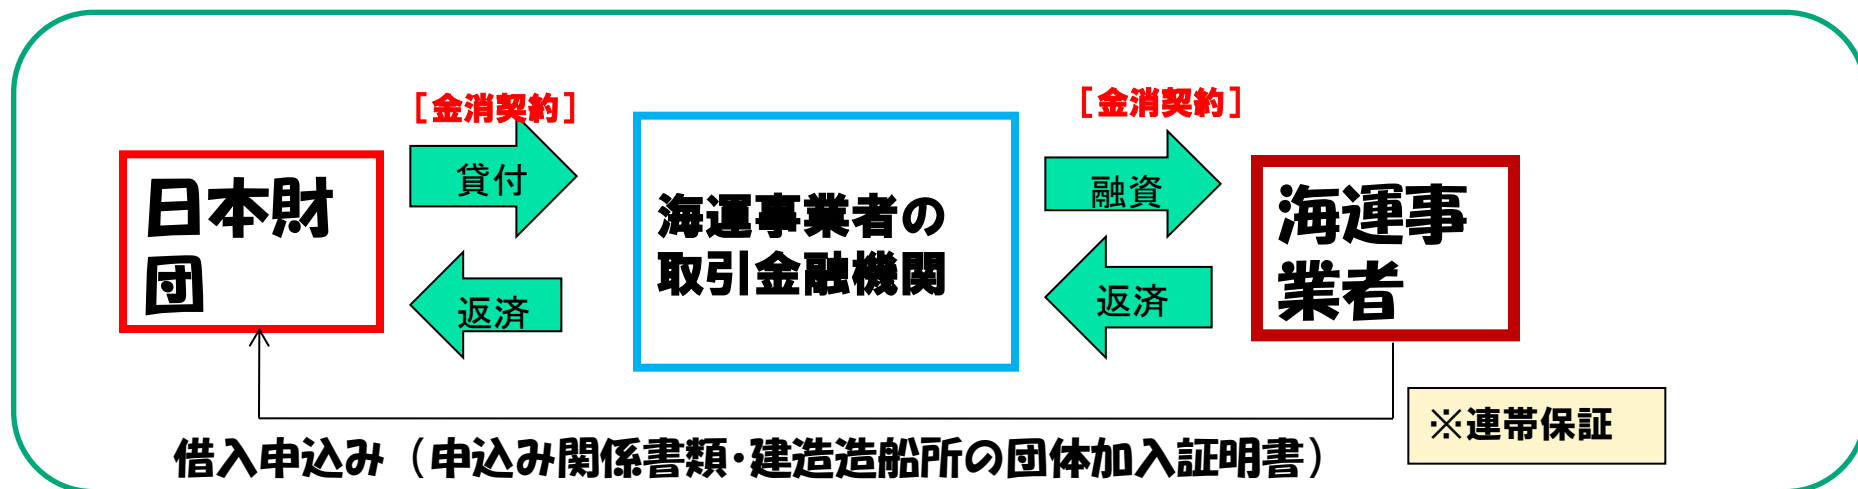 [金消契約]
[金消契約]
貸付
融資
日本財
団
海運事業者の
取引金融機関
海運事
業者
返済
返済
※連帯保証
借入申込み(申込み関係書類・建造造船所の団体加入証明書)